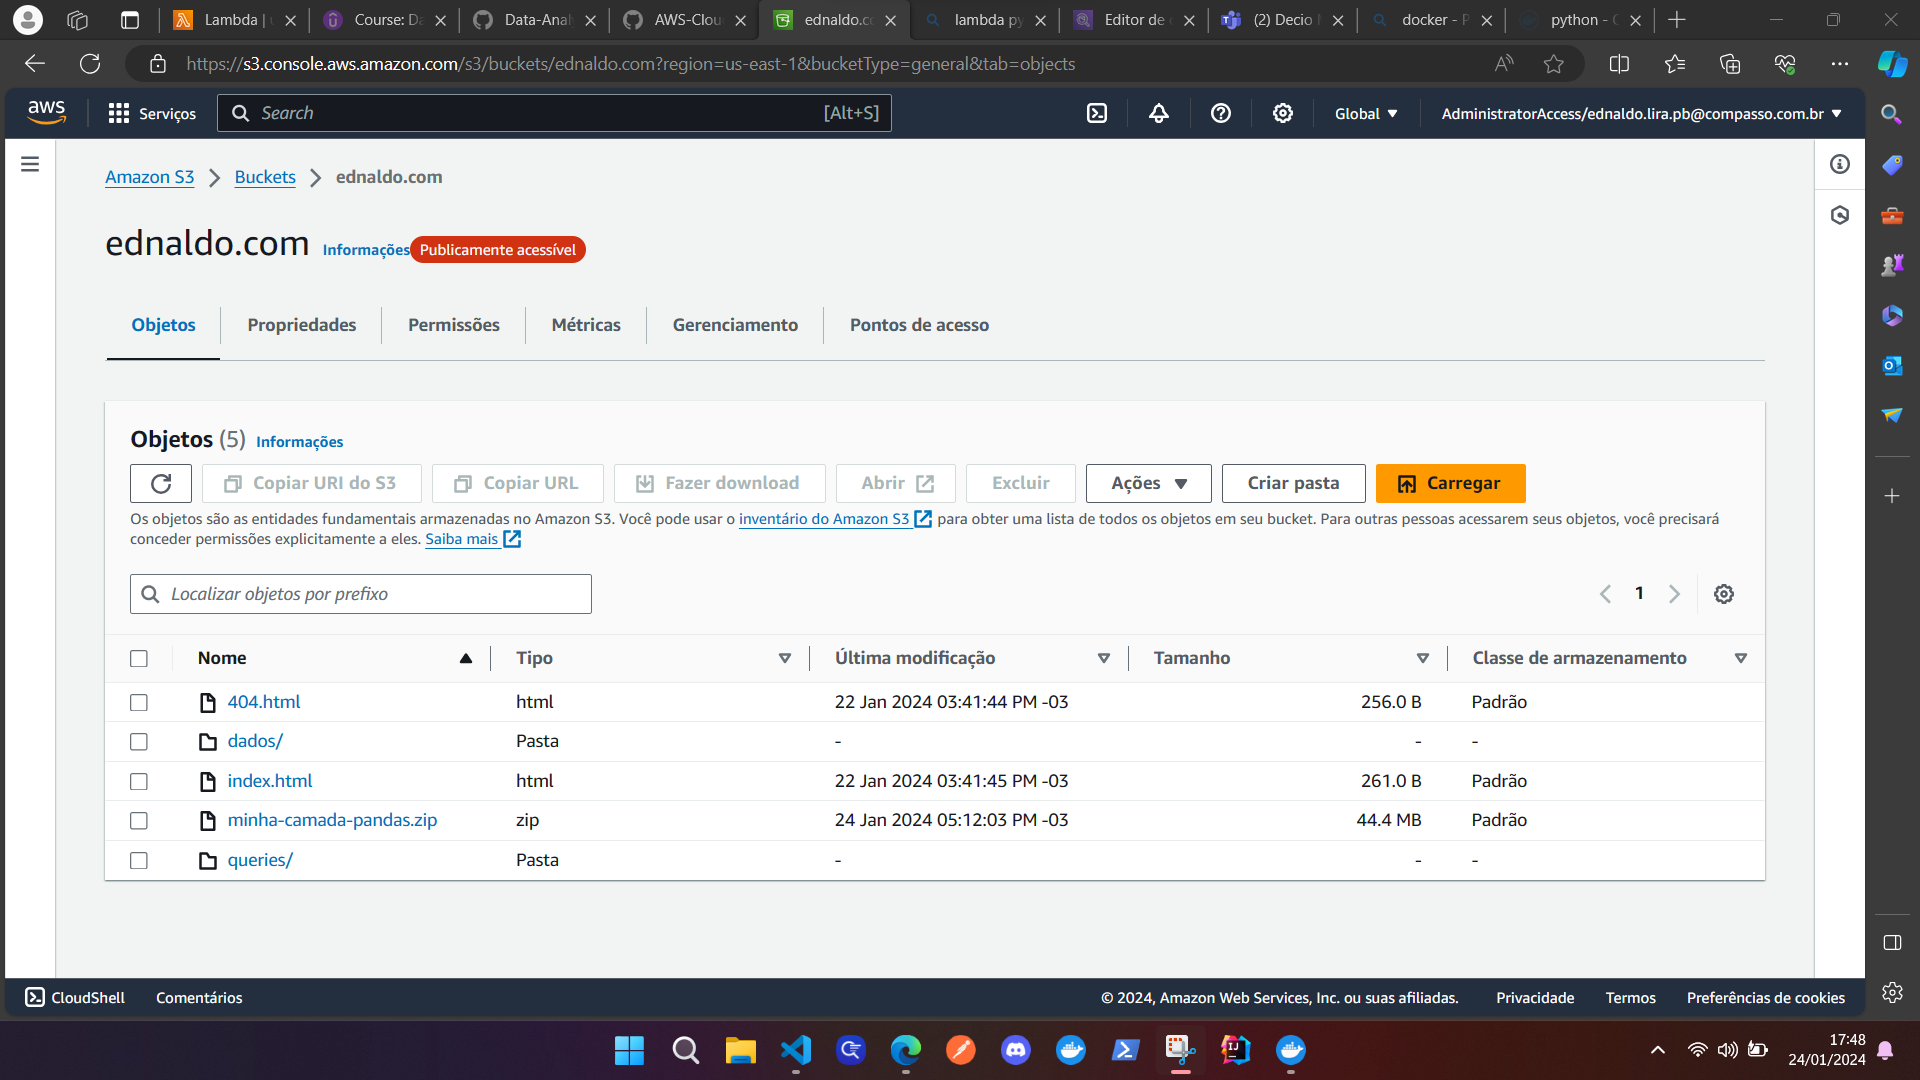 Lambda | u
Course: Da
Data-Analy
AWS-Clou
ednaldo.co
lambda py
Editor de c
(2) Decio M
docker - P
python - C
https://s3.console.aws.amazon.com/s3/buckets/ednaldo.com?region=us-east-1&bucketType=general&tab=objects
aws
Serviços
Search
[Alt+S]
Global
AdministratorAccess/ednaldo.lira.pb@compasso.com.br
Amazon S3
Buckets
ednaldo.com
ednaldo.com
Informações
Publicamente acessível
Objetos
Propriedades
Permissões
Métricas
Gerenciamento
Pontos de acesso
Objetos (5)
Informações
Copiar URI do S3
Copiar URL
Fazer download
Abrir
Excluir
Ações
Criar pasta
Carregar
Os objetos são as entidades fundamentais armazenadas no Amazon S3. Você pode usar o inventário do Amazon S3 para obter uma lista de todos os objetos em seu bucket. Para outras pessoas acessarem seus objetos, você precisará
conceder permissões explicitamente a eles. Saiba mais
Localizar objetos por prefixo
1
Nome
Tipo
Última modificação
Tamanho
Classe de armazenamento
404.html
html
22 Jan 2024 03:41:44 PM -03
256.0 B
Padrão
dados/
Pasta
-
-
-
index.html
html
22 Jan 2024 03:41:45 PM -03
261.0 B
Padrão
minha-camada-pandas.zip
zip
24 Jan 2024 05:12:03 PM -03
44.4 MB
Padrão
queries/
Pasta
-
-
-
CloudShell
Comentários
© 2024, Amazon Web Services, Inc. ou suas afiliadas.
Privacidade
Termos
Preferências de cookies
17:48
24/01/2024